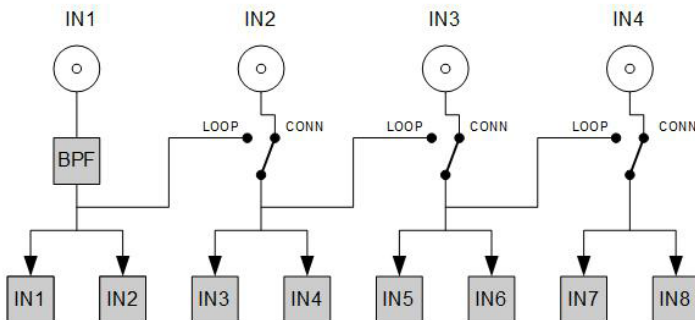 IN1 IN2 IN3 IN4
LOOP CONN LOOP CONN LOOP CONN
BPF
IN1 IN2 IN3 IN4 IN5 IN6 IN7 IN8